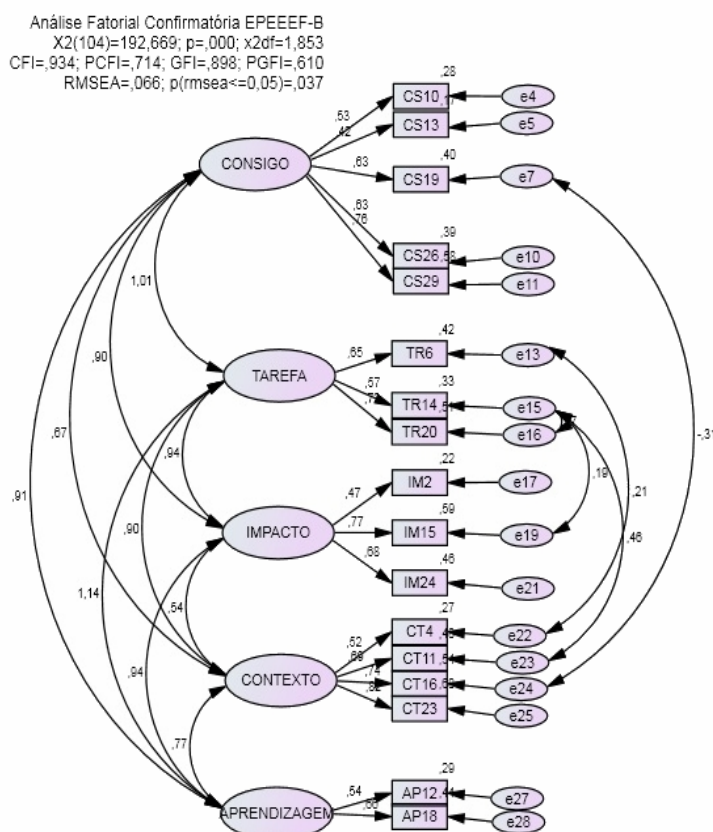 Análise Fatorial Confirmatória EPEEEF-B
X2(104)=192,669; p=,000; x2df=1,853
CFI=,934; PCFI=,714; GFI=,898; PGFI=,610
RMSEA=,066; p(rmsea<=0,05)=,037
,28
CS10
e4
,53
CS13
e5
,42
CONSIGO
,40
,63
CS19
e7
,63
,76
,39
CS26
e10
CS29
e11
1,01
,42
,65
TR6
e13
,90
TAREFA
,57
,33
TR14
e15
TR20
e16
,67
-,31
,94
,19
,22
,21
,91
,47
IM2
e17
,59
,90
IMPACTO
,77
IM15
e19
,46
,68
,46
IM24
e21
1,14
,54
,27
,52
CT4
e22
CT11
e23
,94
CONTEXTO
,74
CT16
e24
CT23
e25
,77
,29
,54
AP12
e27
APRENDIZAGEM
AP18
e28